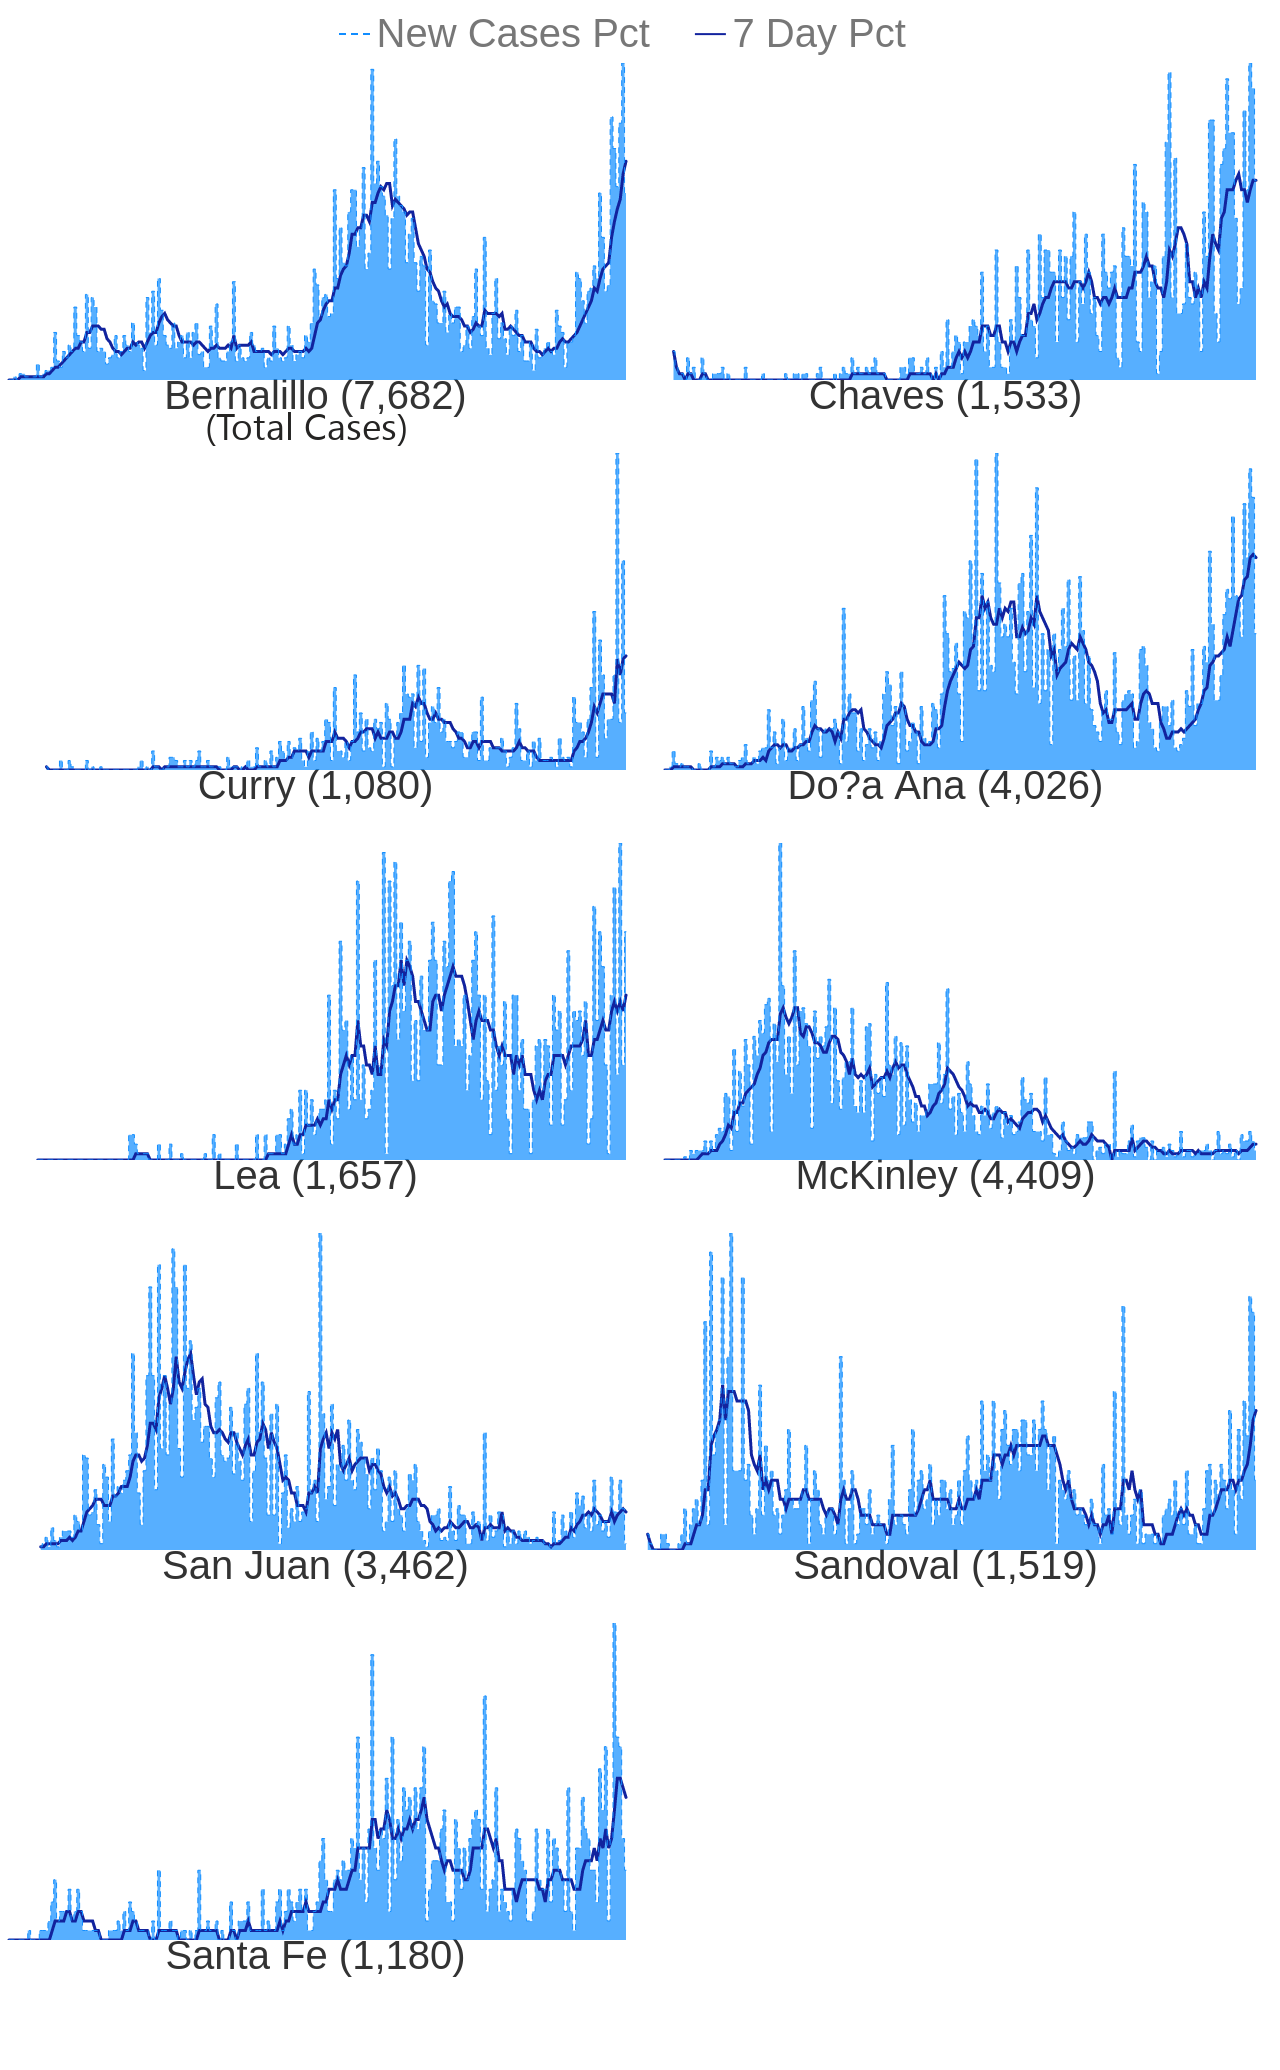 New Cases Pct 7 Day Pct
Bernalillo (7,682)
(Total Cases)
Chaves (1,533)
Curry (1,080)
Do?a Ana (4,026)
Lea (1,657)
McKinley (4,409)
San Juan (3,462)
Sandoval (1,519)
Santa Fe (1,180)